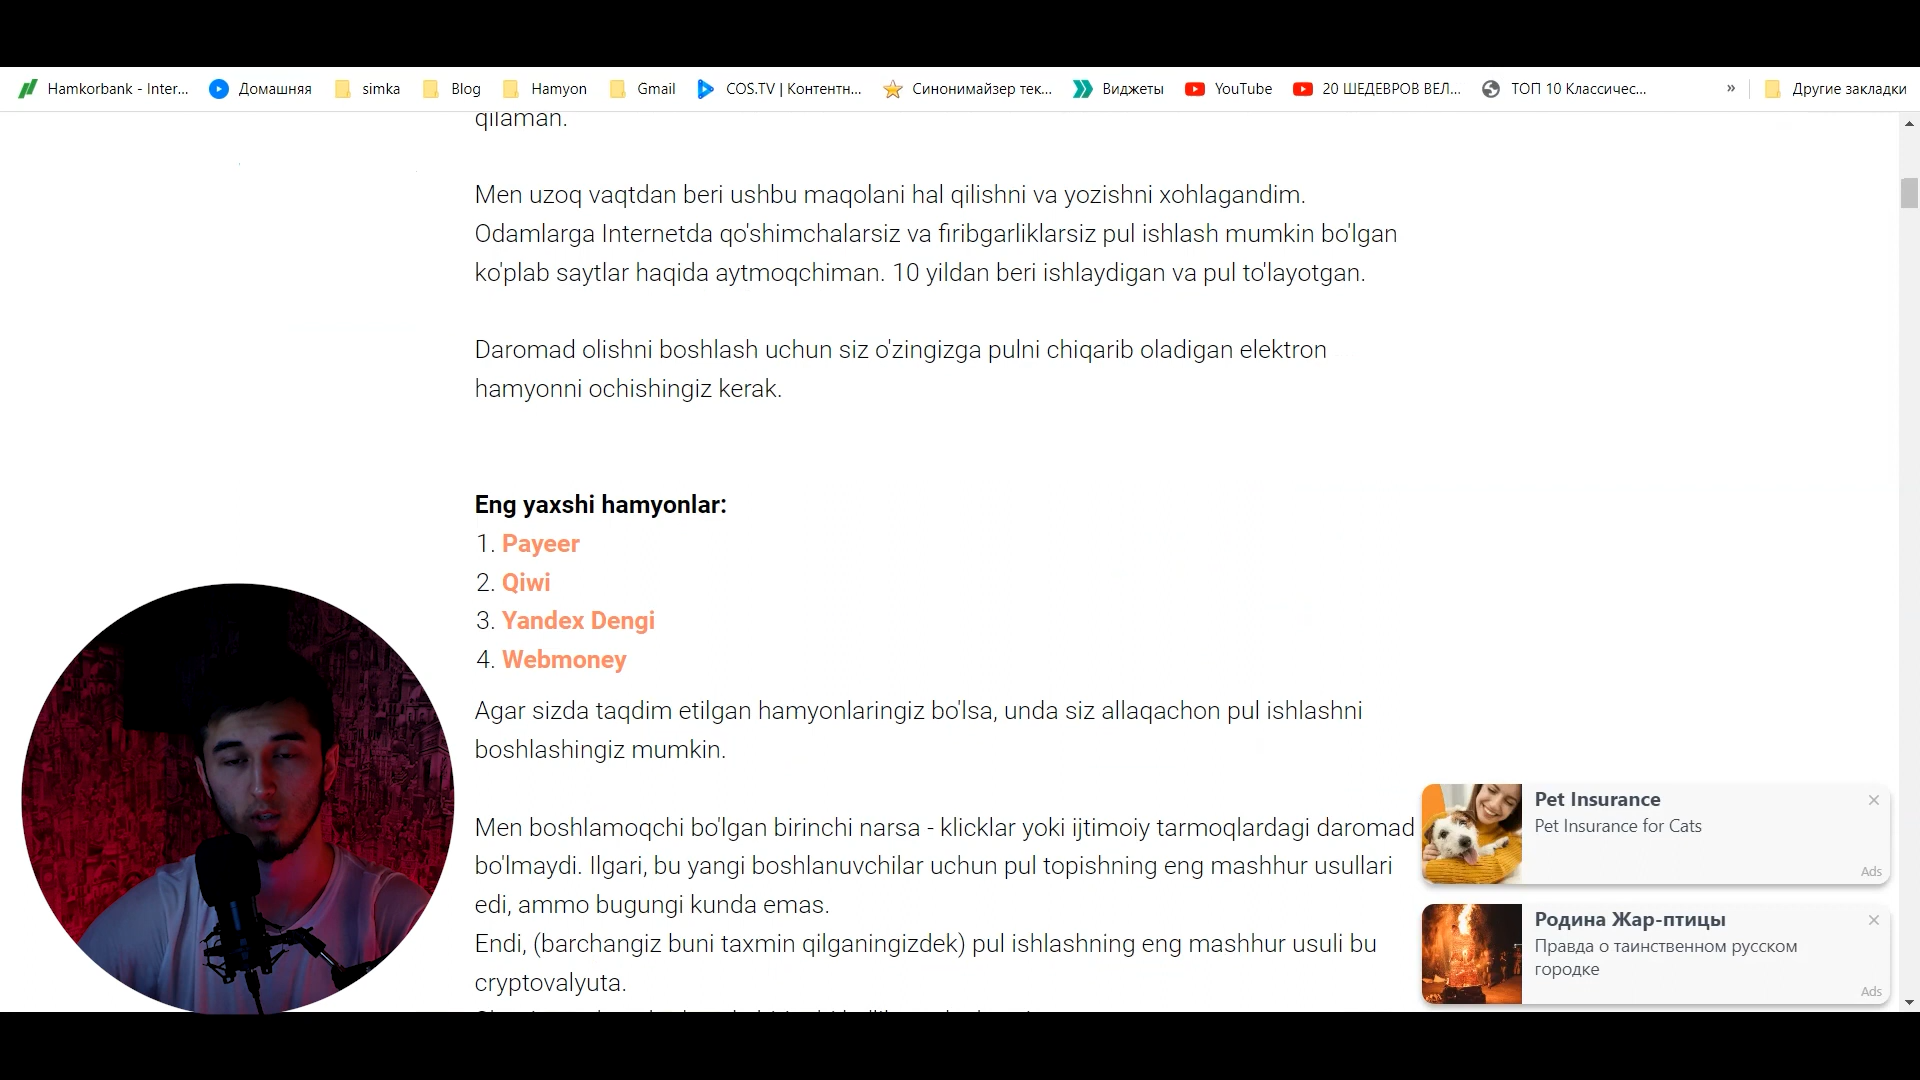 Hamkorbank - Inter...
Домашняя
simka
Blog
Hamyon
Gmail
COS.TV | Контентн...
Синонимайзер тек...
Виджеты
YouTube
20 ШЕДЕВРОВ ВЕЛ...
ТОП 10 Классичес...
»
Другие закладки
qilaman.
Men uzoq vaqtdan beri ushbu maqolani hal qilishni va yozishni xohlagandim.
Odamlarga Internetda qo'shimchalarsiz va firibgarliklarsiz pul ishlash mumkin bo'lgan
ko'plab saytlar haqida aytmoqchiman. 10 yildan beri ishlaydigan va pul to'layotgan.
Daromad olishni boshlash uchun siz o'zingizga pulni chiqarib oladigan elektron
hamyonni ochishingiz kerak.
Eng yaxshi hamyonlar:
1. Payeer
2. Qiwi
3. Yandex Dengi
4. Webmoney
Agar sizda taqdim etilgan hamyonlaringiz bo'lsa, unda siz allaqachon pul ishlashni
boshlashingiz mumkin.
Men boshlamoqchi bo'lgan birinchi narsa - klicklar yoki ijtimoiy tarmoqlardagi daromad
bo'lmaydi. Ilgari, bu yangi boshlanuvchilar uchun pul topishning eng mashhur usullari
edi, ammo bugungi kunda emas.
Endi, (barchangiz buni taxmin qilganingizdek) pul ishlashning eng mashhur usuli bu
cryptovalyuta.
Pet Insurance
Pet Insurance for Cats
Ads
Родина Жар-птицы
Правда о таинственном русском
городке
Ads